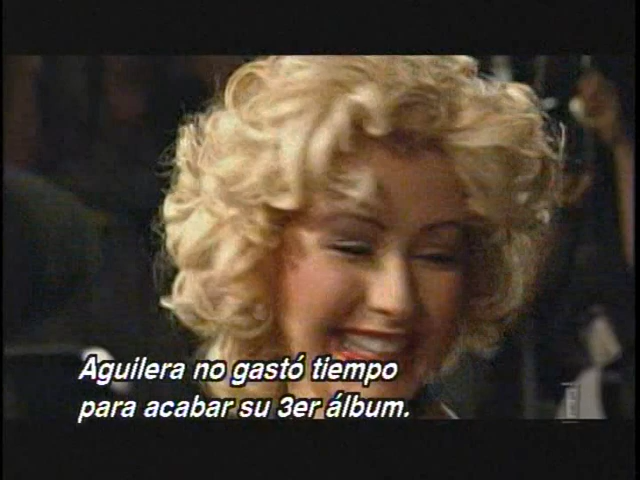 Aguilera no gastó tiempo
para acabar su 3er álbum.